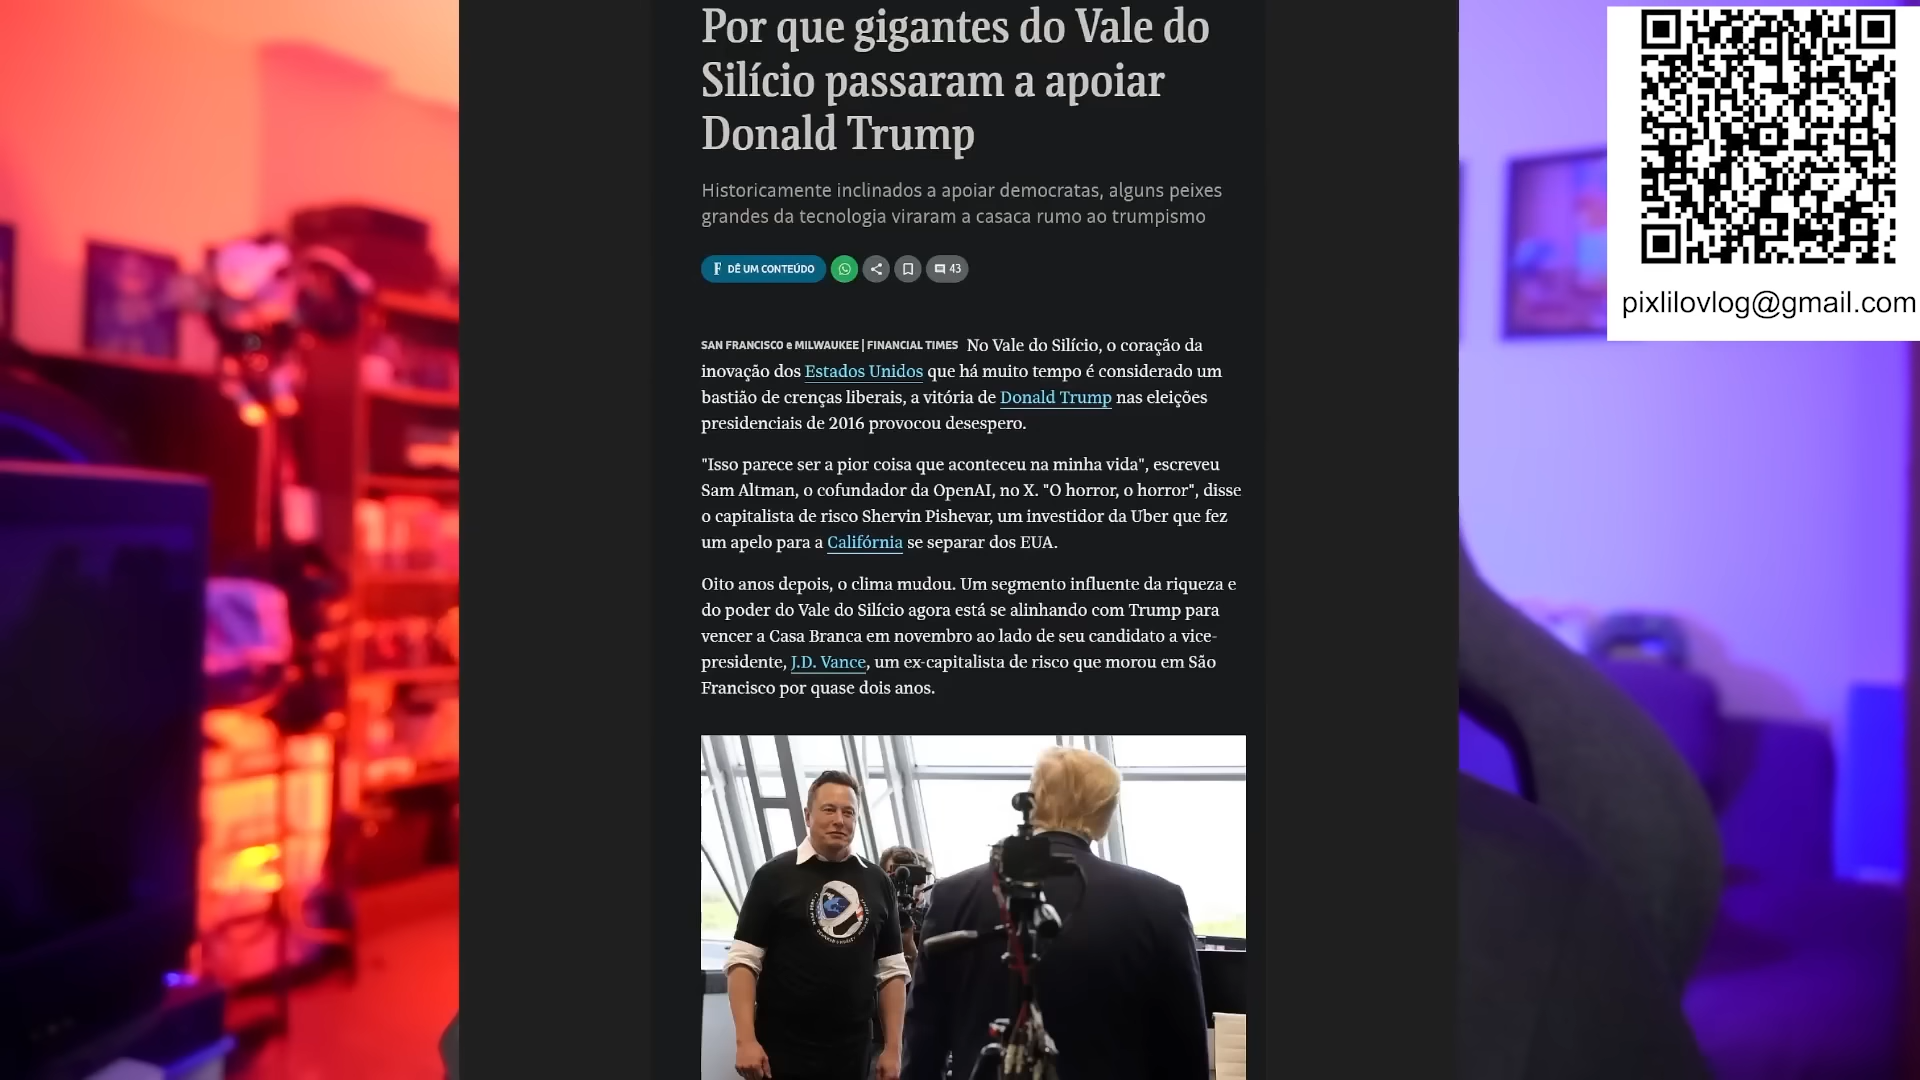 Por que gigantes do Vale do
Silício passaram a apoiar
Donald Trump
Historicamente inclinados a apoiar democratas, alguns peixes
grandes da tecnologia viraram a casaca rumo ao trumpismo
F DÊ UM CONTEÚDO 43
SAN FRANCISCO e MILWAUKEE | FINANCIAL TIMES No Vale do Silício, o coração da
inovação dos Estados Unidos que há muito tempo é considerado um
bastião de crenças liberais, a vitória de Donald Trump nas eleições
presidenciais de 2016 provocou desespero.
"Isso parece ser a pior coisa que aconteceu na minha vida", escreveu
Sam Altman, o cofundador da OpenAI, no X. "O horror, o horror", disse
o capitalista de risco Shervin Pishevar, um investidor da Uber que fez
um apelo para a Califórnia se separar dos EUA.
Oito anos depois, o clima mudou. Um segmento influente da riqueza e
do poder do Vale do Silício agora está se alinhando com Trump para
vencer a Casa Branca em novembro ao lado de seu candidato a vice-
presidente, J.D. Vance, um ex-capitalista de risco que morou em São
Francisco por quase dois anos.
pixlilovlog@gmail.com